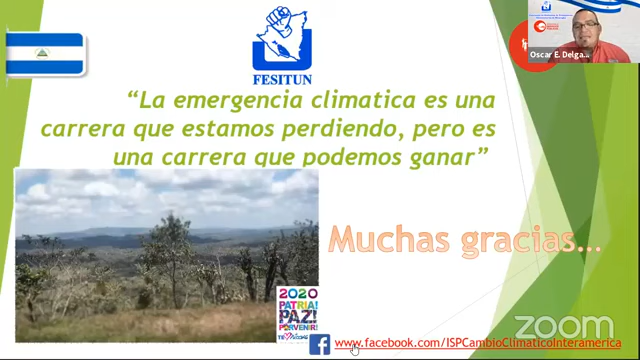 FESITUN
Oscar E. Delga...
“La emergencia climatica es una
carrera que estamos perdiendo, pero es
una carrera que podemos ganar”
Muchas gracias...
2020
PATRIA!
PAZ!
PORVENIR!
www.facebook.com/ISPCambioClimaticoInteramerica
zoom